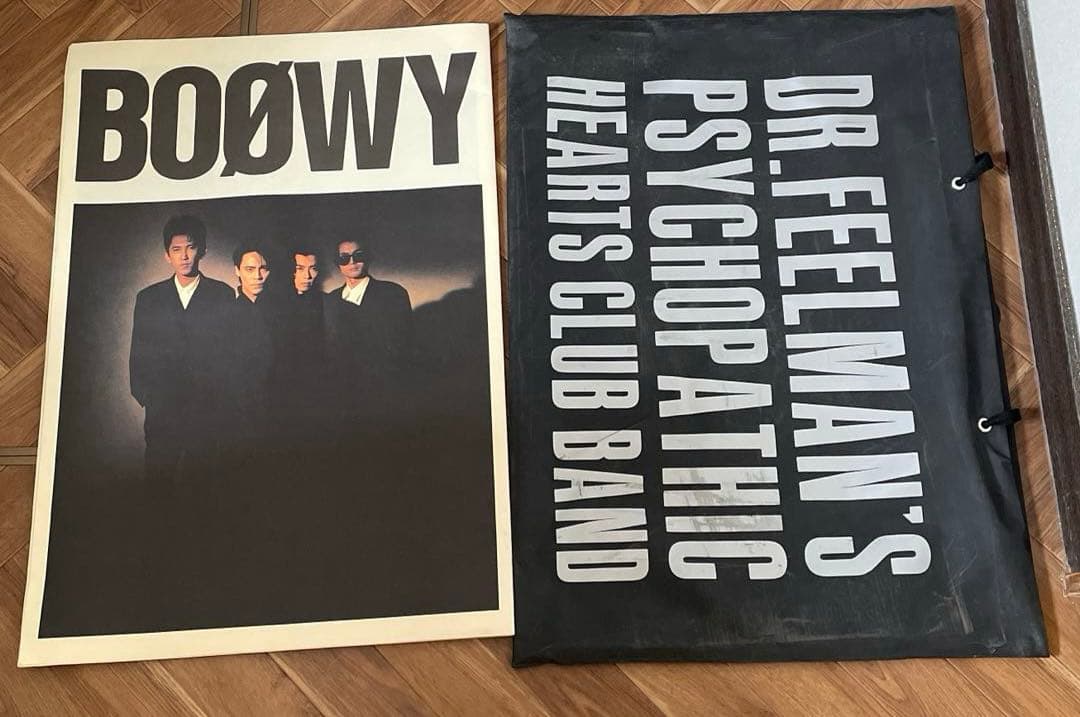 BOØWY
DR.FEELMAN'S
PSYCHOPATHIC
HEARTS CLUB BAND